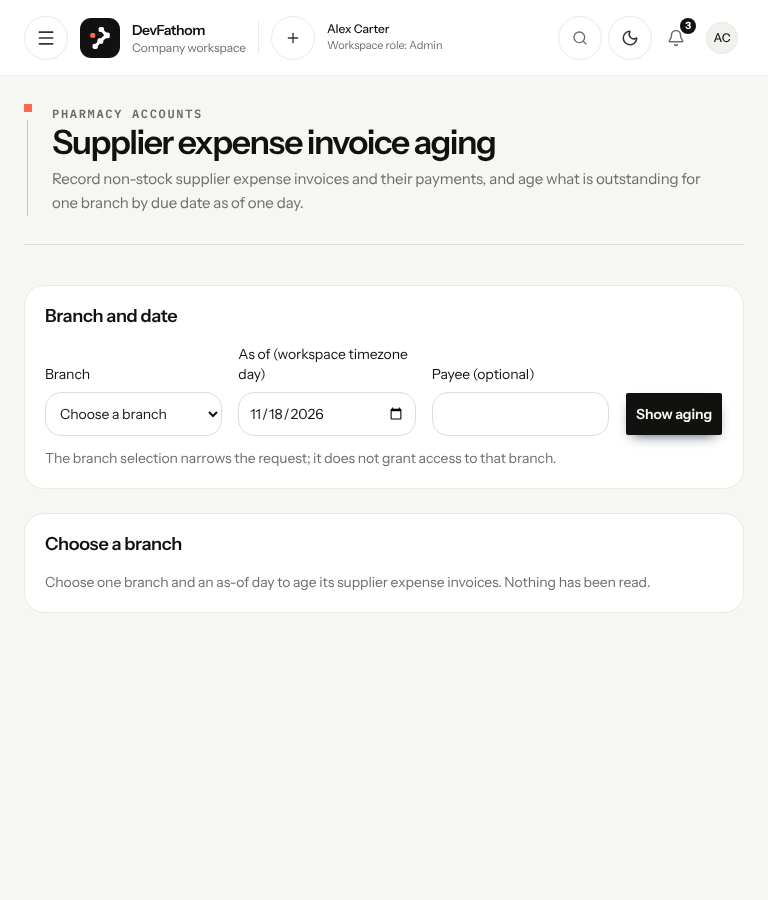 DevFathom
Company workspace
Alex Carter
Workspace role: Admin
3
AC
PHARMACY ACCOUNTS
Supplier expense invoice aging
Record non-stock supplier expense invoices and their payments, and age what is outstanding for
one branch by due date as of one day.
Branch and date
Branch
As of (workspace timezone
day)
Payee (optional)
Choose a branch
11/18/2026
Show aging
The branch selection narrows the request; it does not grant access to that branch.
Choose a branch
Choose one branch and an as-of day to age its supplier expense invoices. Nothing has been read.